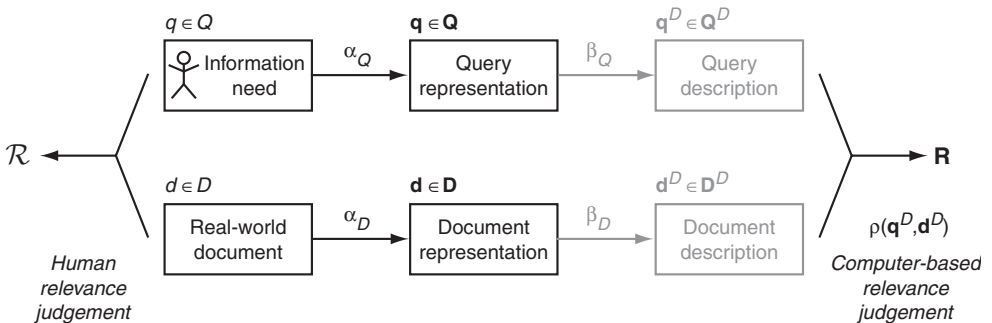 q ∈ Q
q ∈ Q
q^D ∈ Q^D
Information
need
α_Q
Query
representation
β_Q
Query
description
ℛ
R
d ∈ D
d ∈ D
d^D ∈ D^D
Real-world
document
α_D
Document
representation
β_D
Document
description
ρ(q^D,d^D)
Human
relevance
judgement
Computer-based
relevance
judgement